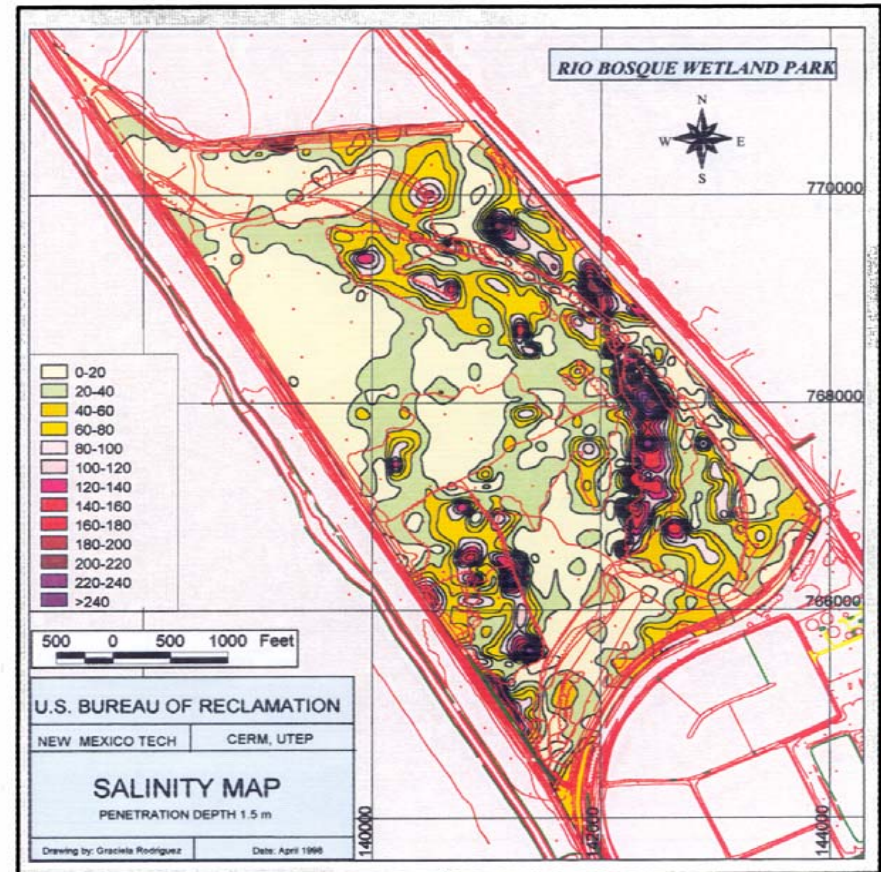 RIO BOSQUE WETLAND PARK
N
W E
S
770000
768000
766000
0-20
20-40
40-60
60-80
80-100
100-120
120-140
140-160
160-180
180-200
200-220
220-240
>240
500 0 500 1000 Feet
U.S. BUREAU OF RECLAMATION
NEW MEXICO TECH CERM, UTEP
SALINITY MAP
PENETRATION DEPTH 1.5 m
Drawing by: Graciela Rodriguez Date: April 1998
140000
142000
144000